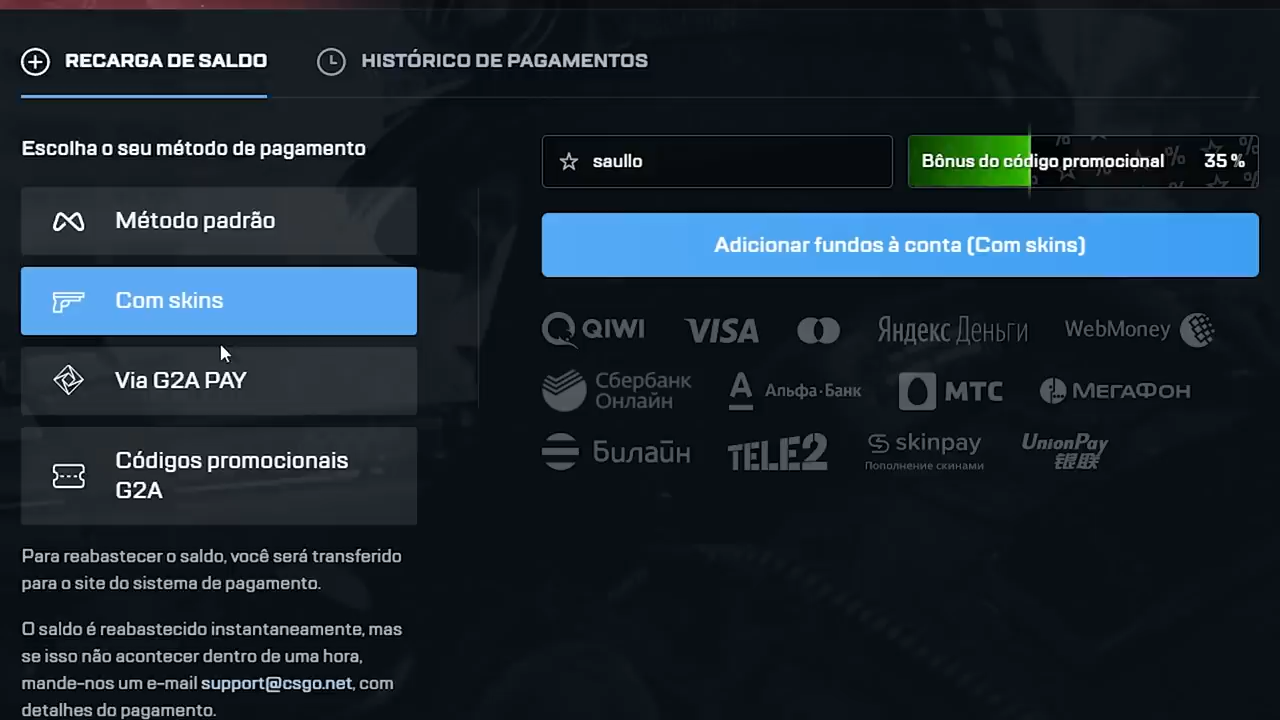 RECARGA DE SALDO
HISTÓRICO DE PAGAMENTOS
Escolha o seu método de pagamento
Método padrão
Com skins
Via G2A PAY
Códigos promocionais
G2A
Para reabastecer o saldo, você será transferido
para o site do sistema de pagamento.
O saldo é reabastecido instantaneamente, mas
se isso não acontecer dentro de uma hora,
mande-nos um e-mail support@csgo.net, com
detalhes do pagamento.
saullo
Bônus do código promocional 35 %
Adicionar fundos à conta (Com skins)
QIWI VISA Яндекс Деньги WebMoney
Сбербанк
Онлайн
А Альфа·Банк МТС МЕГАФОН
Билайн TELE2 skinpay
Пополнение скинами
UnionPay
银联